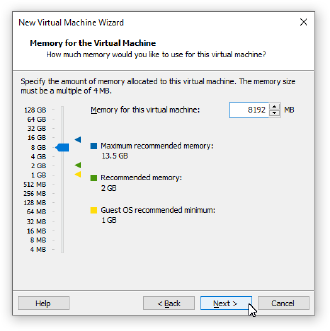 New Virtual Machine Wizard
Memory for the Virtual Machine
How much memory would you like to use for this virtual machine?
Specify the amount of memory allocated to this virtual machine. The memory size
must be a multiple of 4 MB.
Memory for this virtual machine: 8192 MB
128 GB
64 GB
32 GB
16 GB
8 GB
4 GB
2 GB
1 GB
512 MB
256 MB
128 MB
64 MB
32 MB
16 MB
8 MB
4 MB
Maximum recommended memory:
13.5 GB
Recommended memory:
2 GB
Guest OS recommended minimum:
1 GB
Help
< Back
Next >
Cancel